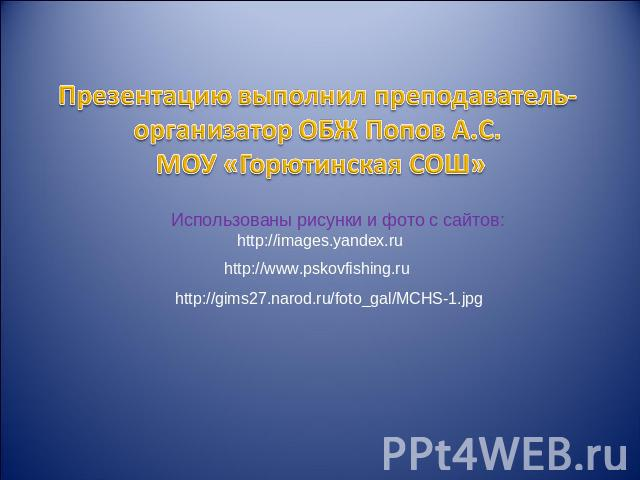 Презентацию выполнил преподаватель-
организатор ОБЖ Попов А.С.
МОУ «Горютинская СОШ»
Использованы рисунки и фото с сайтов:
http://images.yandex.ru
http://www.pskovfishing.ru
http://gims27.narod.ru/foto_gal/MCHS-1.jpg
PPt4WEB.ru